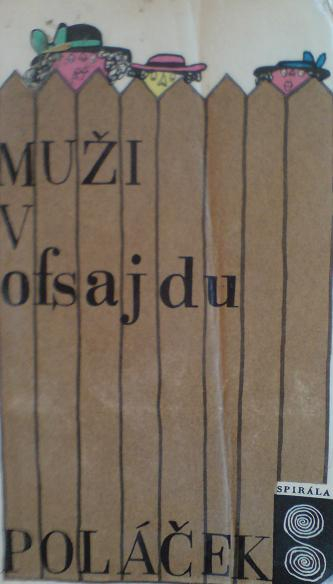 MUŽI
V
ofsajdu
SPIRÁLA
POLÁČEK